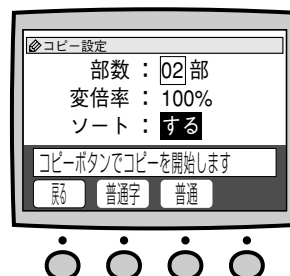 コピー設定
部数 : 02部
変倍率 : 100%
ソート : する
コピーボタンでコピーを開始します
戻る 普通字 普通